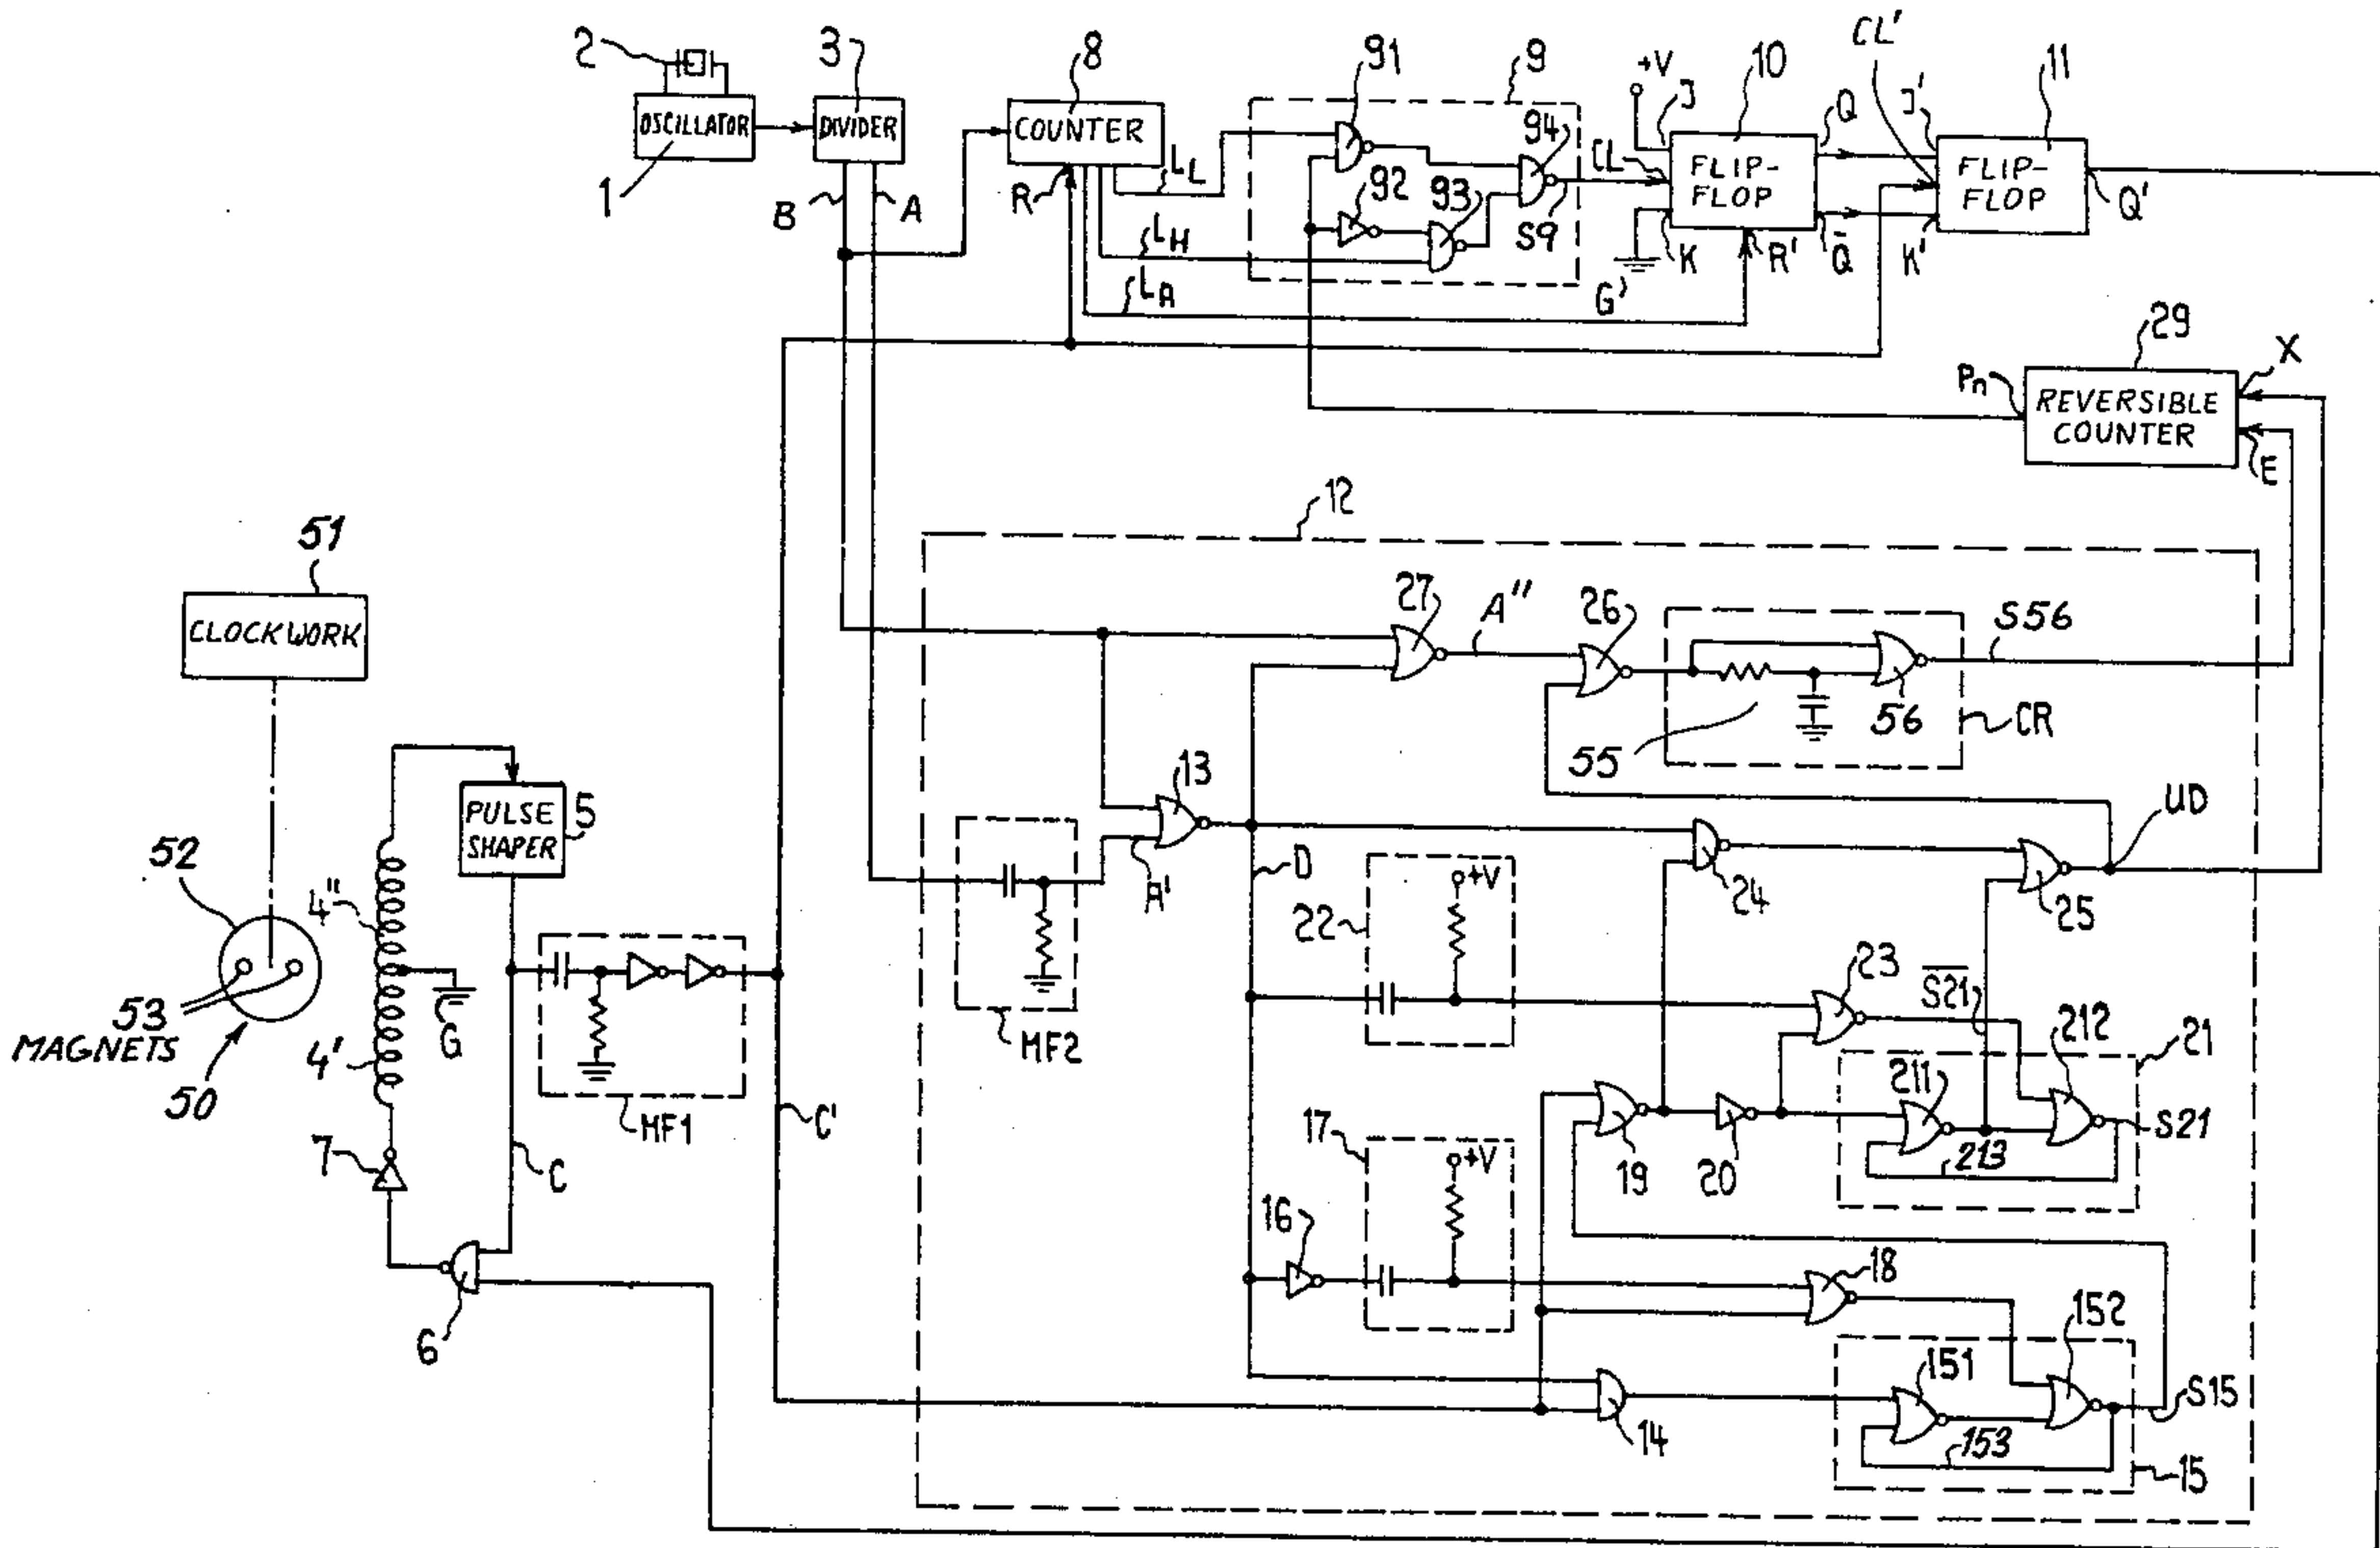 2
3
8
91
9
+V
10
CL'
11
OSCILLATOR
DIVIDER
COUNTER
94
J
Q
J'
1
B
A
R
LL
92
93
CL
FLIP-
FLOP
FLIP-
FLOP
Q'
LH
S9
K
R'
Q̄
K'
LA
G'
29
X
Pn
REVERSIBLE
COUNTER
E
12
51
CLOCKWORK
27
A"
26
S56
56
CR
55
13
UD
PULSE
SHAPER
5
52
4"
A'
D
22
+V
24
25
23
S̅2̅1̅
212
21
53
MAGNETS
G
4'
50
MF1
C'
MF2
211
213
S21
17
+V
19
20
7
C
16
18
152
6
151
S15
14
153
15